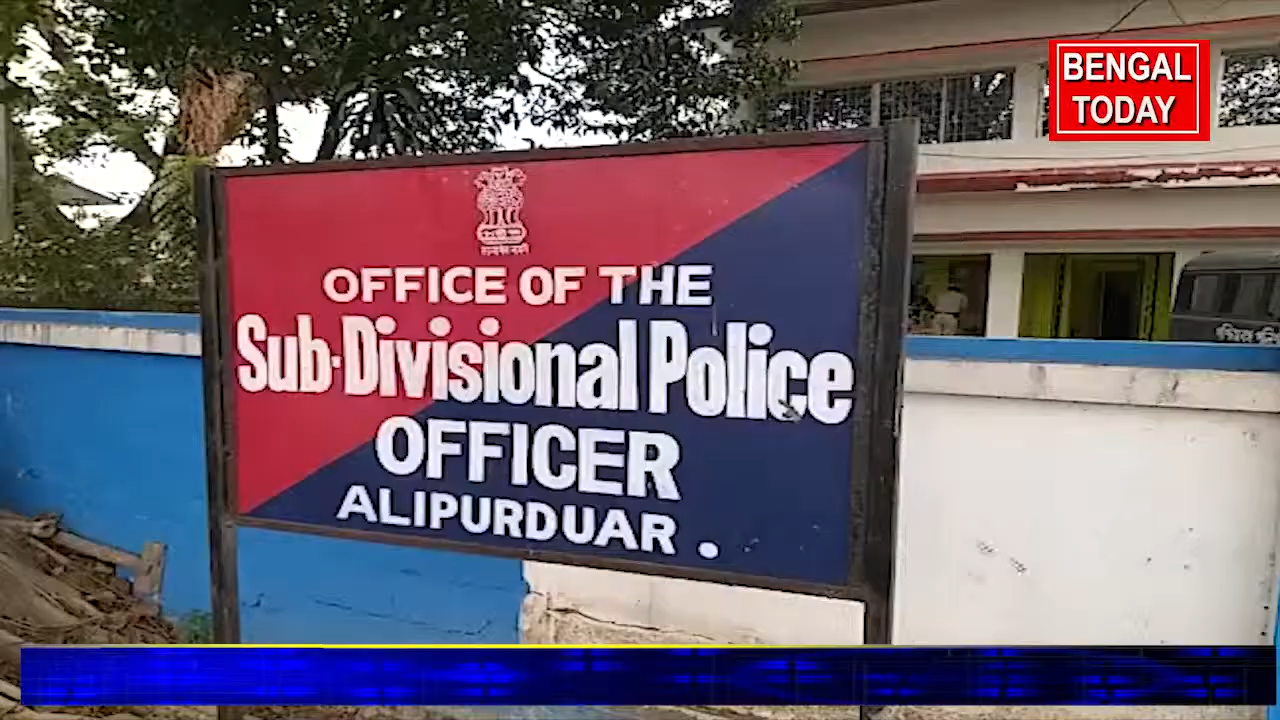 BENGAL
TODAY
OFFICE OF THE
Sub-Divisional Police
OFFICER
ALIPURDUAR.